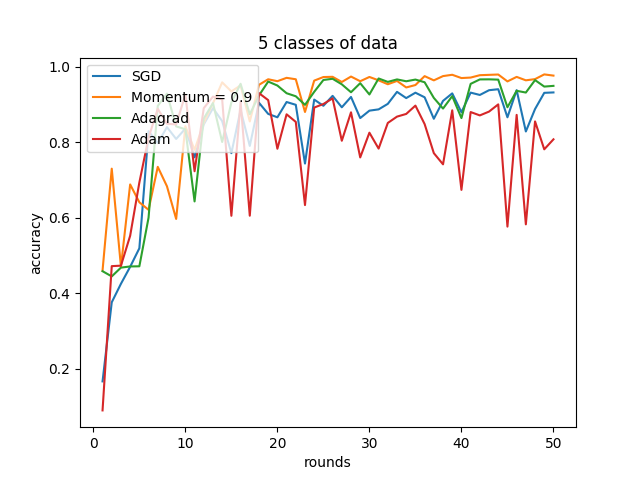 5 classes of data
SGD
Momentum = 0.9
Adagrad
Adam
1.0
0.8
0.6
0.4
0.2
accuracy
0 10 20 30 40 50
rounds